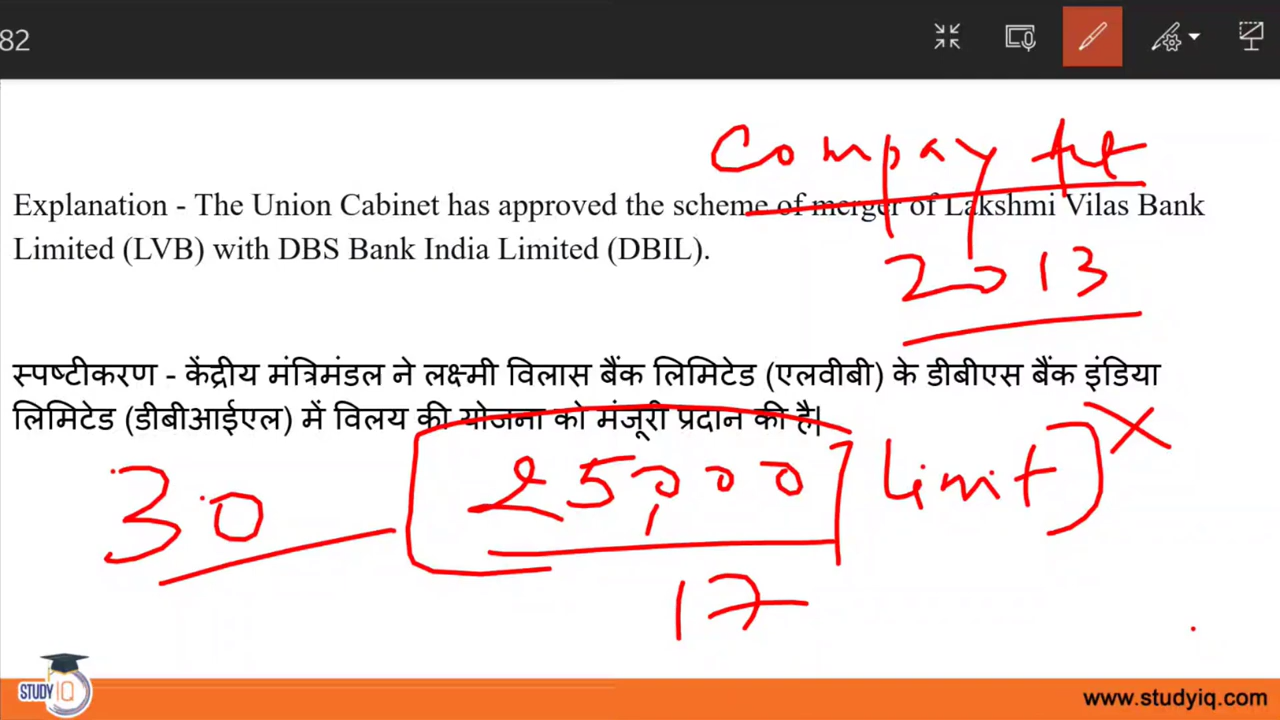 82
Compay Act
Explanation - The Union Cabinet has approved the scheme of merger of Lakshmi Vilas Bank
Limited (LVB) with DBS Bank India Limited (DBIL).
2013
स्पष्टीकरण - केंद्रीय मंत्रिमंडल ने लक्ष्मी विलास बैंक लिमिटेड (एलवीबी) के डीबीएस बैंक इंडिया
लिमिटेड (डीबीआईएल) में विलय की योजना को मंजूरी प्रदान की है।
30 25,000 limit
17
STUDY IQ
www.studyiq.com